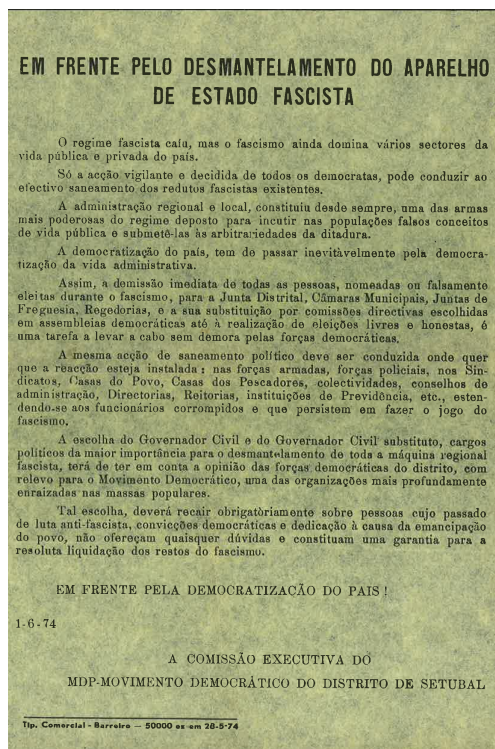 EM FRENTE PELO DESMANTELAMENTO DO APARELHO
DE ESTADO FASCISTA
O regime fascista caíu, mas o fascismo ainda domina vários sectores da
vida pública e privada do país.
Só a acção vigilante e decidida de todos os democratas, pode conduzir ao
efectivo saneamento dos redutos fascistas existentes.
A administração regional e local, constituiu desde sempre, uma das armas
mais poderosas do regime deposto para incutir nas populações falsos conceitos
de vida pública e submetê-las às arbitrariedades da ditadura.
A democratização do país, tem de passar inevitàvelmente pela democra-
tização da vida administrativa.
Assim, a demissão imediata de todas as pessoas, nomeadas ou falsamente
eleitas durante o fascismo, para a Junta Distrital, Câmaras Municipais, Juntas de
Freguesia, Regedorias, e a sua substituição por comissões directivas escolhidas
em assembleias democráticas até à realização de eleições livres e honestas, é
uma tarefa a levar a cabo sem demora pelas forças democráticas.
A mesma acção de saneamento político deve ser conduzida onde quer
que a reacção esteja instalada: nas forças armadas, forças policiais, nos Sin-
dicatos, Casas do Povo, Casas dos Pescadores, colectividades, conselhos de
administração, Directorias, Reitorias, instituições de Previdência, etc., esten-
dendo-se aos funcionários corrompidos e que persistem em fazer o jogo do
fascismo.
A escolha do Governador Civil e do Governador Civil substituto, cargos
políticos da maior importância para o desmantelamento de toda a máquina regional
fascista, terá de ter em conta a opinião das forças democráticas do distrito, com
relevo para o Movimento Democrático, uma das organizações mais profundamente
enraizadas nas massas populares.
Tal escolha, deverá recair obrigatòriamente sobre pessoas cujo passado
de luta anti-fascista, convicções democráticas e dedicação à causa da emancipação
do povo, não ofereçam quaisquer dúvidas e constituam uma garantia para a
resoluta liquidação dos restos do fascismo.
EM FRENTE PELA DEMOCRATIZAÇÃO DO PAIS!
1-6-74
A COMISSÃO EXECUTIVA DO
MDP-MOVIMENTO DEMOCRÁTICO DO DISTRITO DE SETUBAL
Tip. Comercial - Barreiro — 50000 ex em 28-5-74